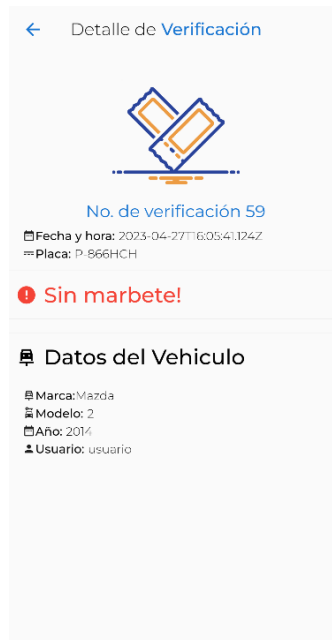 Detalle de Verificación
No. de verificación 59
Fecha y hora: 2023-04-27T16:05:41.124Z
Placa: P-866HCH
Sin marbete!
Datos del Vehiculo
Marca:Mazda
Modelo: 2
Año: 2014
Usuario: usuario